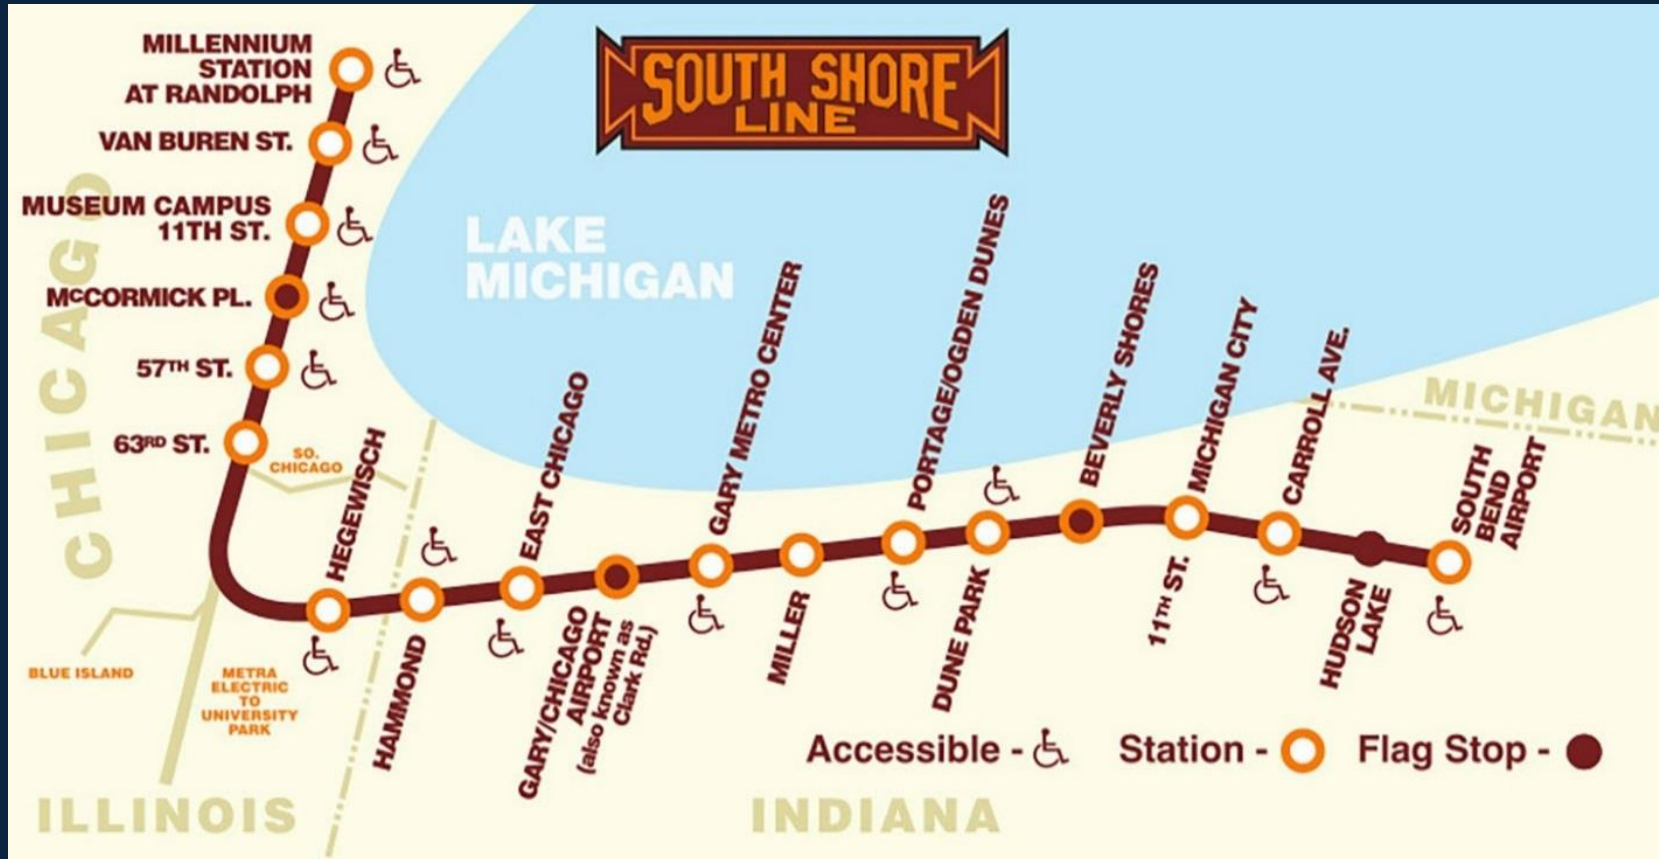 SOUTH SHORE
LINE
MILLENNIUM
STATION
AT RANDOLPH
VAN BUREN ST.
MUSEUM CAMPUS
11TH ST.
McCORMICK PL.
57TH ST.
63RD ST.
CHICAGO
LAKE
MICHIGAN
SO.
CHICAGO
HEGEWISCH
HAMMOND
EAST CHICAGO
GARY/CHICAGO
AIRPORT
(also known as
Clark Rd.)
GARY METRO CENTER
MILLER
PORTAGE/OGDEN DUNES
DUNE PARK
BEVERLY SHORES
MICHIGAN CITY
11TH ST.
CARROLL AVE.
HUDSON
LAKE
SOUTH
BEND
AIRPORT
MICHIGAN
BLUE ISLAND
METRA
ELECTRIC
TO
UNIVERSITY
PARK
Accessible - Station - Flag Stop -
ILLINOIS
INDIANA